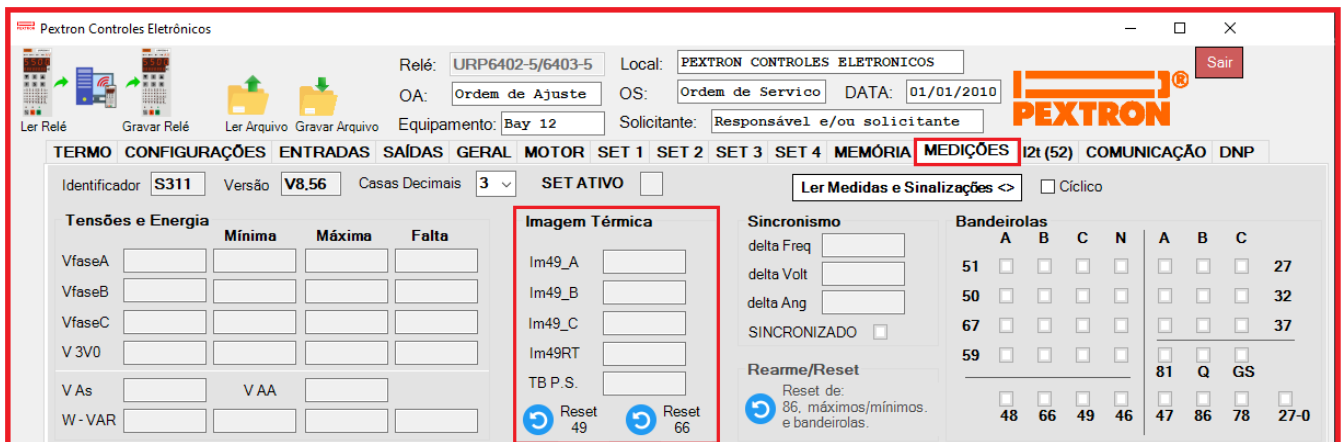 Pextron Controles Eletrônicos
Relé: URP6402-5/6403-5 Local: PEXTRON CONTROLES ELETRONICOS Sair
OA: Ordem de Ajuste OS: Ordem de Servico DATA: 01/01/2010
Ler Relé Gravar Relé Ler Arquivo Gravar Arquivo Equipamento: Bay 12 Solicitante: Responsável e/ou solicitante PEXTRON ®
TERMO CONFIGURAÇÕES ENTRADAS SAÍDAS GERAL MOTOR SET 1 SET 2 SET 3 SET 4 MEMÓRIA MEDIÇÕES I2t (52) COMUNICAÇÃO DNP
Identificador S311 Versão V8,56 Casas Decimais 3 SET ATIVO Ler Medidas e Sinalizações <> Cíclico
Tensões e Energia
Mínima Máxima Falta
VfaseA
VfaseB
VfaseC
V 3V0
V As V AA
W - VAR
Imagem Térmica
Im49_A
Im49_B
Im49_C
Im49RT
TB P.S.
Reset 49 Reset 66
Sincronismo
delta Freq
delta Volt
delta Ang
SINCRONIZADO
Rearme/Reset
Reset de:
86, máximos/mínimos.
e bandeirolas.
Bandeirolas
A B C N A B C
51 27
50 32
67 37
59
81 Q GS
48 66 49 46 47 86 78 27-0